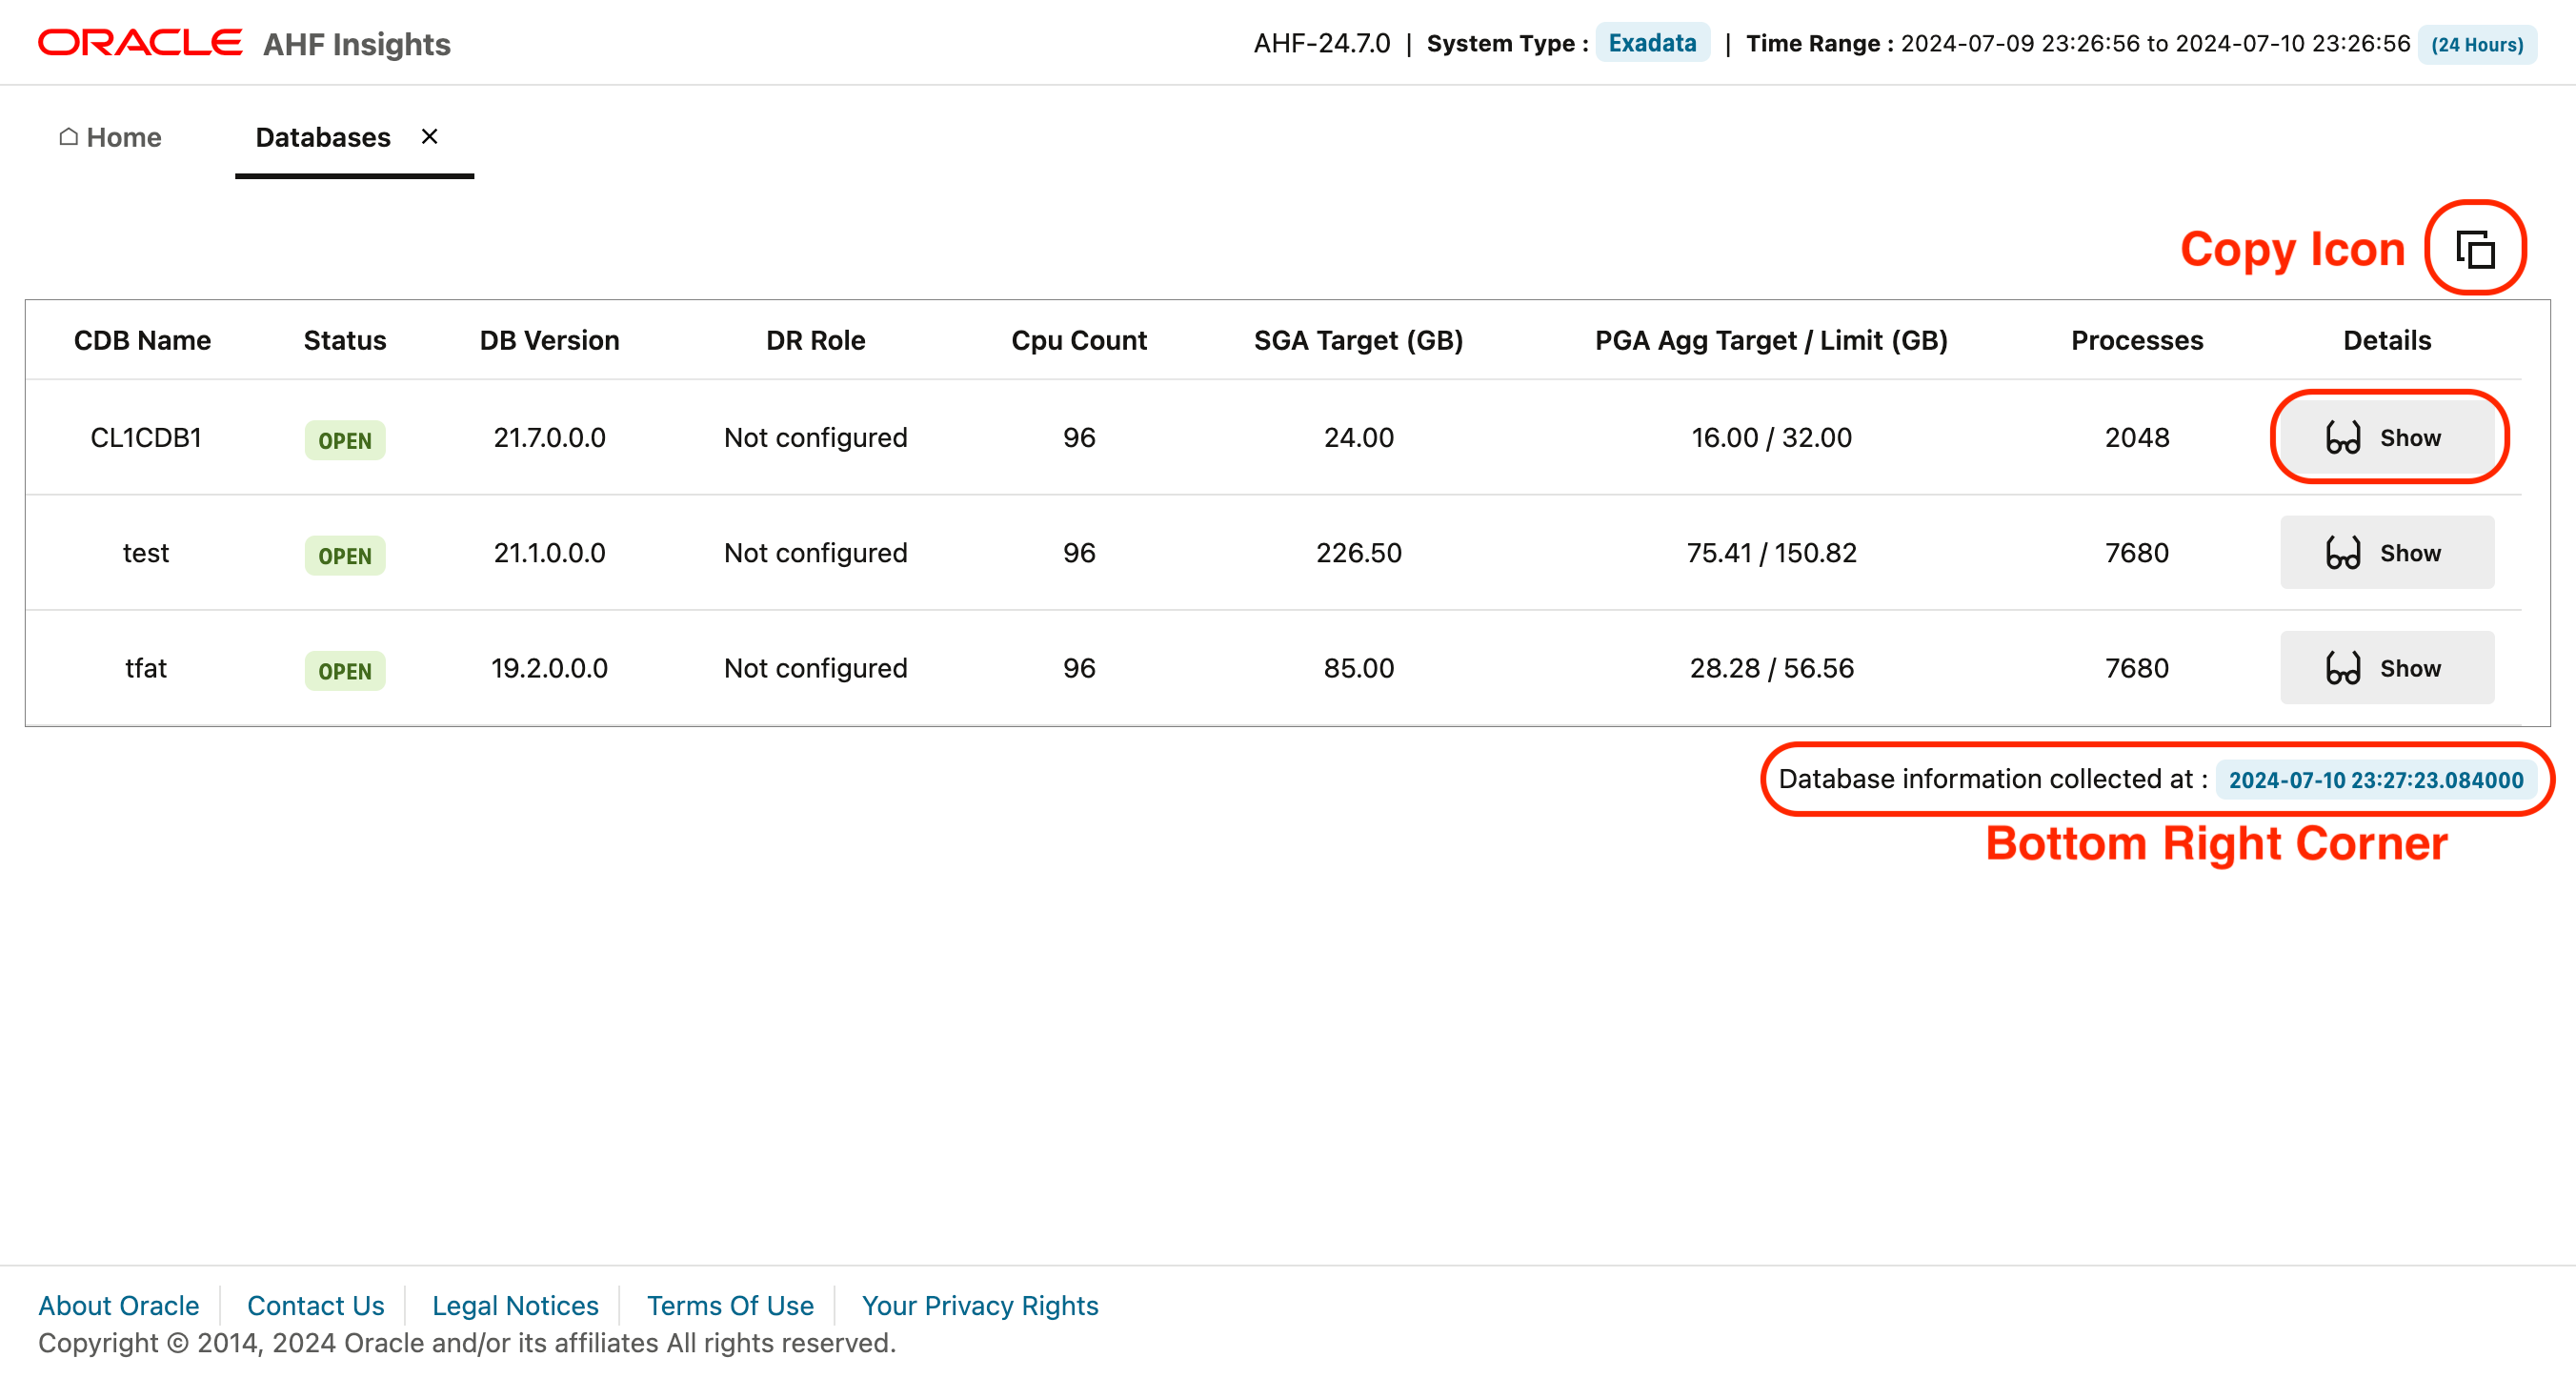 ORACLE AHF Insights AHF-24.7.0 | System Type : Exadata | Time Range : 2024-07-09 23:26:56 to 2024-07-10 23:26:56 (24 Hours)
Home Databases ×
Copy Icon
CDB Name Status DB Version DR Role Cpu Count SGA Target (GB) PGA Agg Target / Limit (GB) Processes Details
CL1CDB1 OPEN 21.7.0.0.0 Not configured 96 24.00 16.00 / 32.00 2048 Show
test OPEN 21.1.0.0.0 Not configured 96 226.50 75.41 / 150.82 7680 Show
tfat OPEN 19.2.0.0.0 Not configured 96 85.00 28.28 / 56.56 7680 Show
Database information collected at : 2024-07-10 23:27:23.084000
Bottom Right Corner
About Oracle Contact Us Legal Notices Terms Of Use Your Privacy Rights
Copyright © 2014, 2024 Oracle and/or its affiliates All rights reserved.